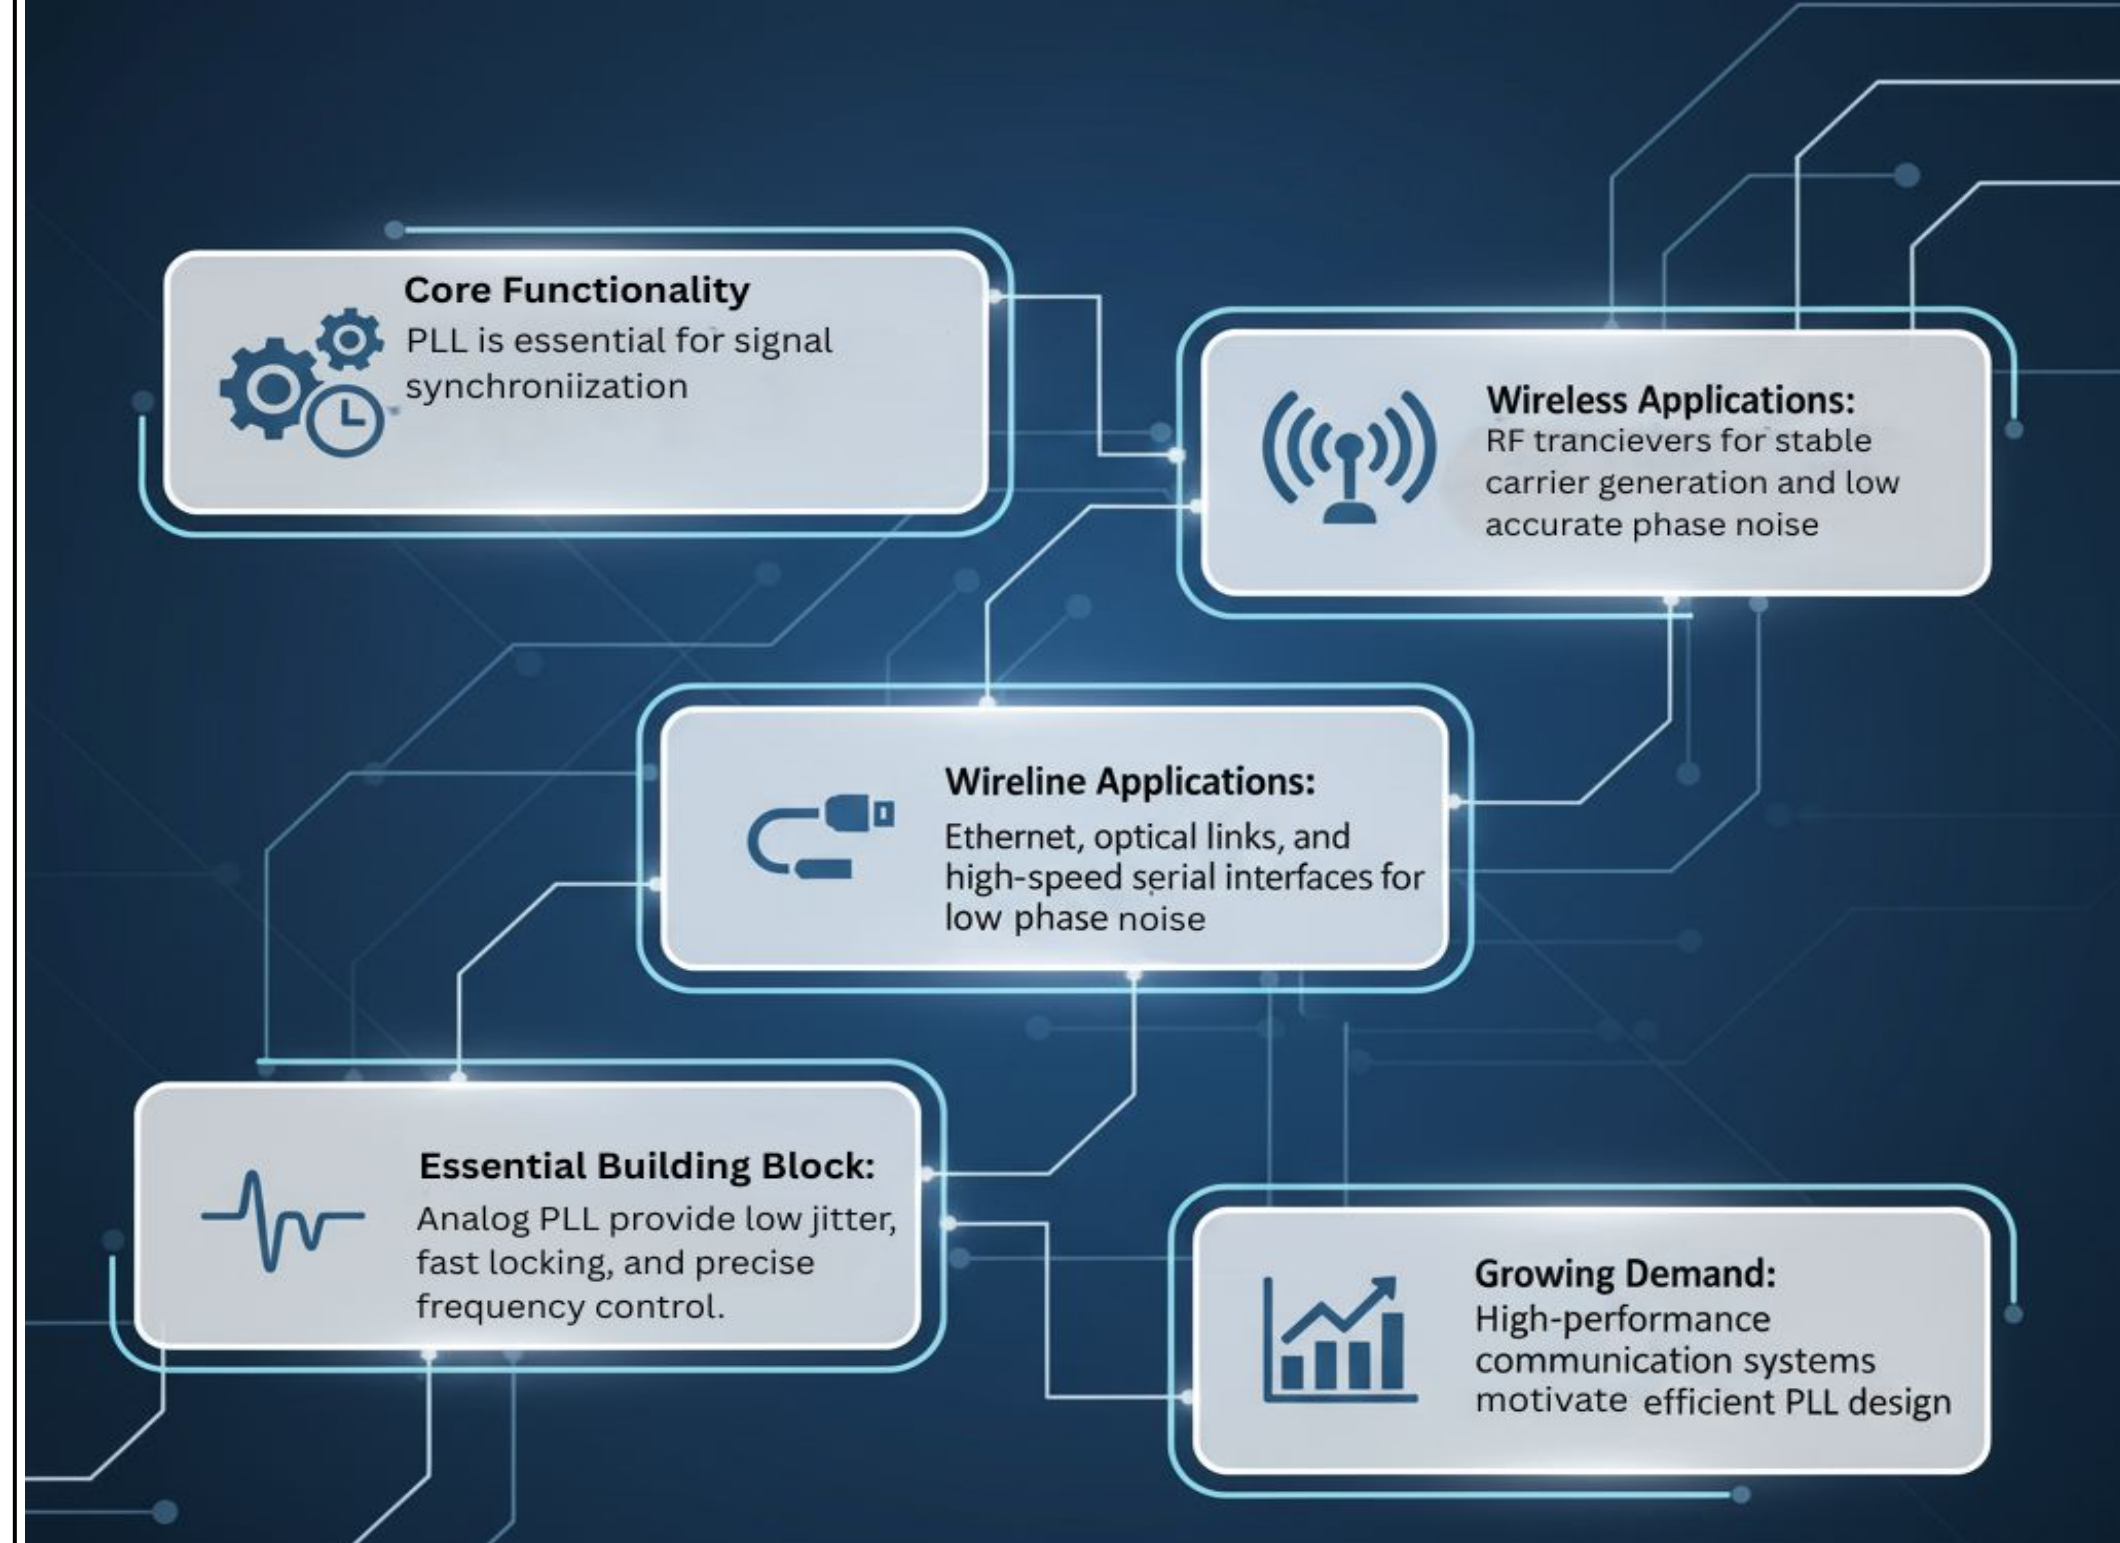 Core Functionality
PLL is essential for signal
synchroniization
Wireless Applications:
RF trancievers for stable
carrier generation and low
accurate phase noise
Wireline Applications:
Ethernet, optical links, and
high-speed serial interfaces for
low phase noise
Essential Building Block:
Analog PLL provide low jitter,
fast locking, and precise
frequency control.
Growing Demand:
High-performance
communication systems
motivate efficient PLL design